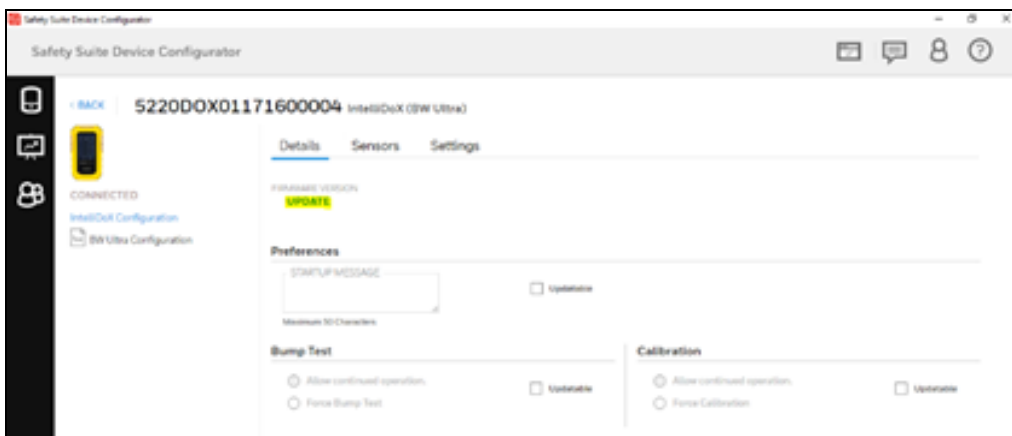 Safety Suite Device Configurator
Safety Suite Device Configurator
‹ BACK
5220DOX01171600004 IntelliDoX (BW Ultra)
Details Sensors Settings
CONNECTED
IntelliDoX Configuration
BW Ultra Configuration
FIRMWARE VERSION
UPDATE
Preferences
STARTUP MESSAGE
Updatable
Maximum 50 Characters
Bump Test
Allow continued operation.
Force Bump Test
Updatable
Calibration
Allow continued operation.
Force Calibration
Updatable